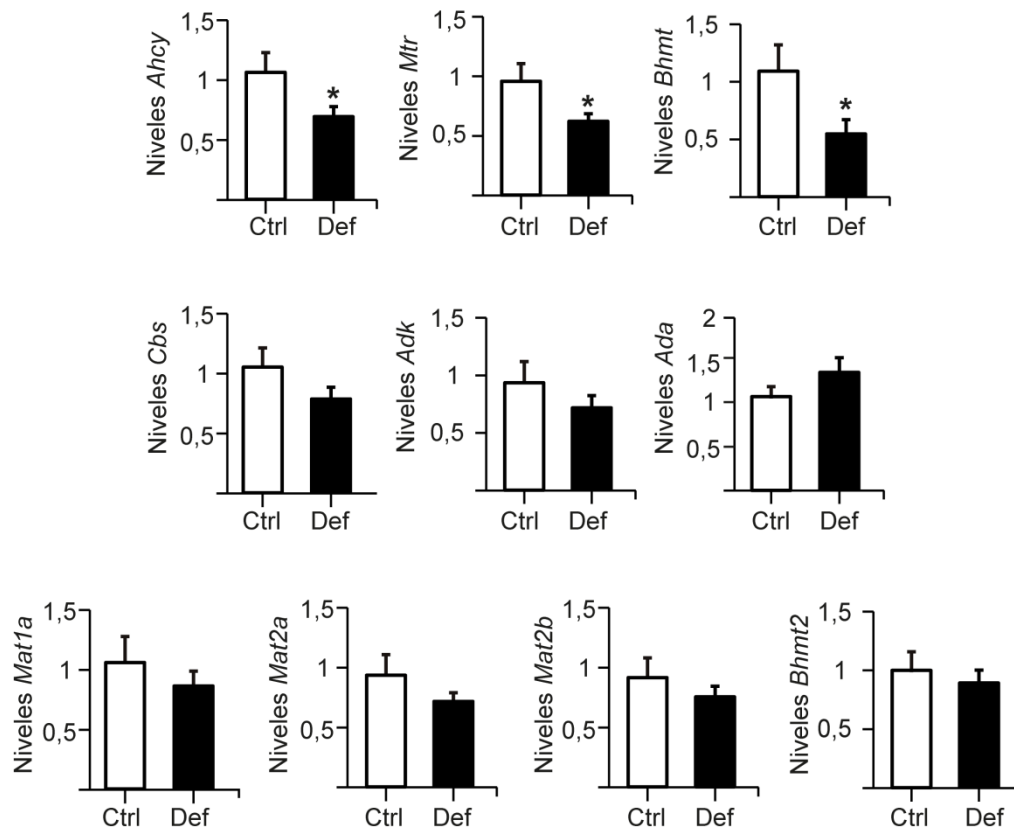 Niveles Ahcy
1,5
1
0,5
*
Ctrl Def
Niveles Mtr
1,5
1
0,5
*
Ctrl Def
Niveles Bhmt
1,5
1
0,5
*
Ctrl Def
Niveles Cbs
1,5
1
0,5
Ctrl Def
Niveles Adk
1,5
1
0,5
Ctrl Def
Niveles Ada
2
1,5
1
0,5
Ctrl Def
Niveles Mat1a
1,5
1
0,5
Ctrl Def
Niveles Mat2a
1,5
1
0,5
Ctrl Def
Niveles Mat2b
1,5
1
0,5
Ctrl Def
Niveles Bhmt2
1,5
1
0,5
Ctrl Def